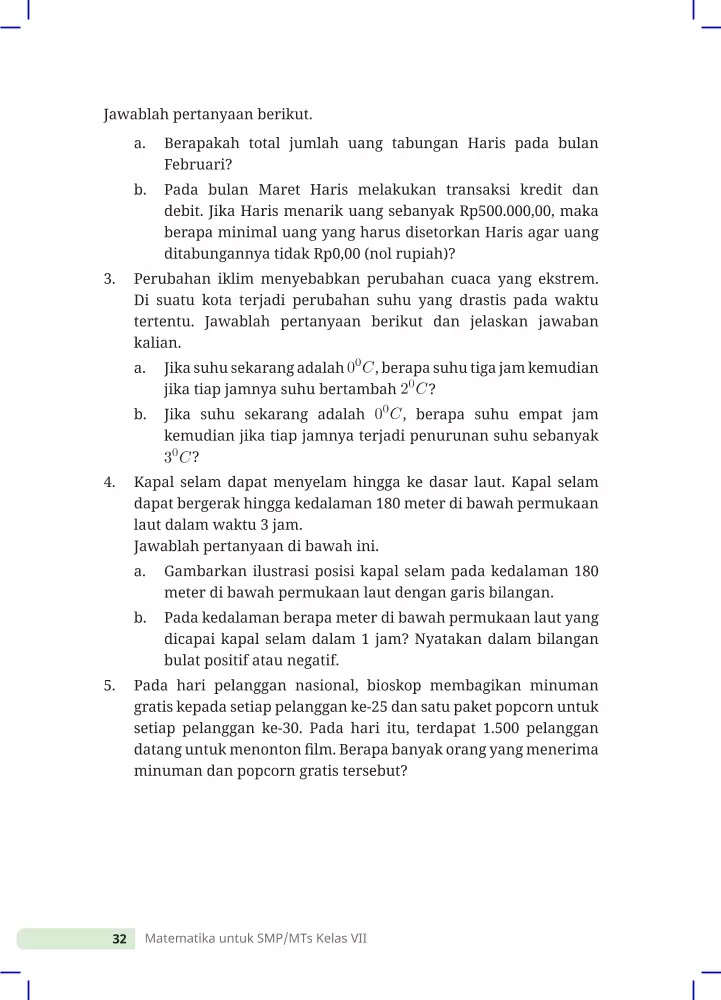 Jawablah pertanyaan berikut.
a. Berapakah total jumlah uang tabungan Haris pada bulan
Februari?
b. Pada bulan Maret Haris melakukan transaksi kredit dan
debit. Jika Haris menarik uang sebanyak Rp500.000,00, maka
berapa minimal uang yang harus disetorkan Haris agar uang
ditabungannya tidak Rp0,00 (nol rupiah)?
3. Perubahan iklim menyebabkan perubahan cuaca yang ekstrem.
Di suatu kota terjadi perubahan suhu yang drastis pada waktu
tertentu. Jawablah pertanyaan berikut dan jelaskan jawaban
kalian.
a. Jika suhu sekarang adalah 0⁰C, berapa suhu tiga jam kemudian
jika tiap jamnya suhu bertambah 2⁰C?
b. Jika suhu sekarang adalah 0⁰C, berapa suhu empat jam
kemudian jika tiap jamnya terjadi penurunan suhu sebanyak
3⁰C?
4. Kapal selam dapat menyelam hingga ke dasar laut. Kapal selam
dapat bergerak hingga kedalaman 180 meter di bawah permukaan
laut dalam waktu 3 jam.
Jawablah pertanyaan di bawah ini.
a. Gambarkan ilustrasi posisi kapal selam pada kedalaman 180
meter di bawah permukaan laut dengan garis bilangan.
b. Pada kedalaman berapa meter di bawah permukaan laut yang
dicapai kapal selam dalam 1 jam? Nyatakan dalam bilangan
bulat positif atau negatif.
5. Pada hari pelanggan nasional, bioskop membagikan minuman
gratis kepada setiap pelanggan ke-25 dan satu paket popcorn untuk
setiap pelanggan ke-30. Pada hari itu, terdapat 1.500 pelanggan
datang untuk menonton film. Berapa banyak orang yang menerima
minuman dan popcorn gratis tersebut?
32 Matematika untuk SMP/MTs Kelas VII